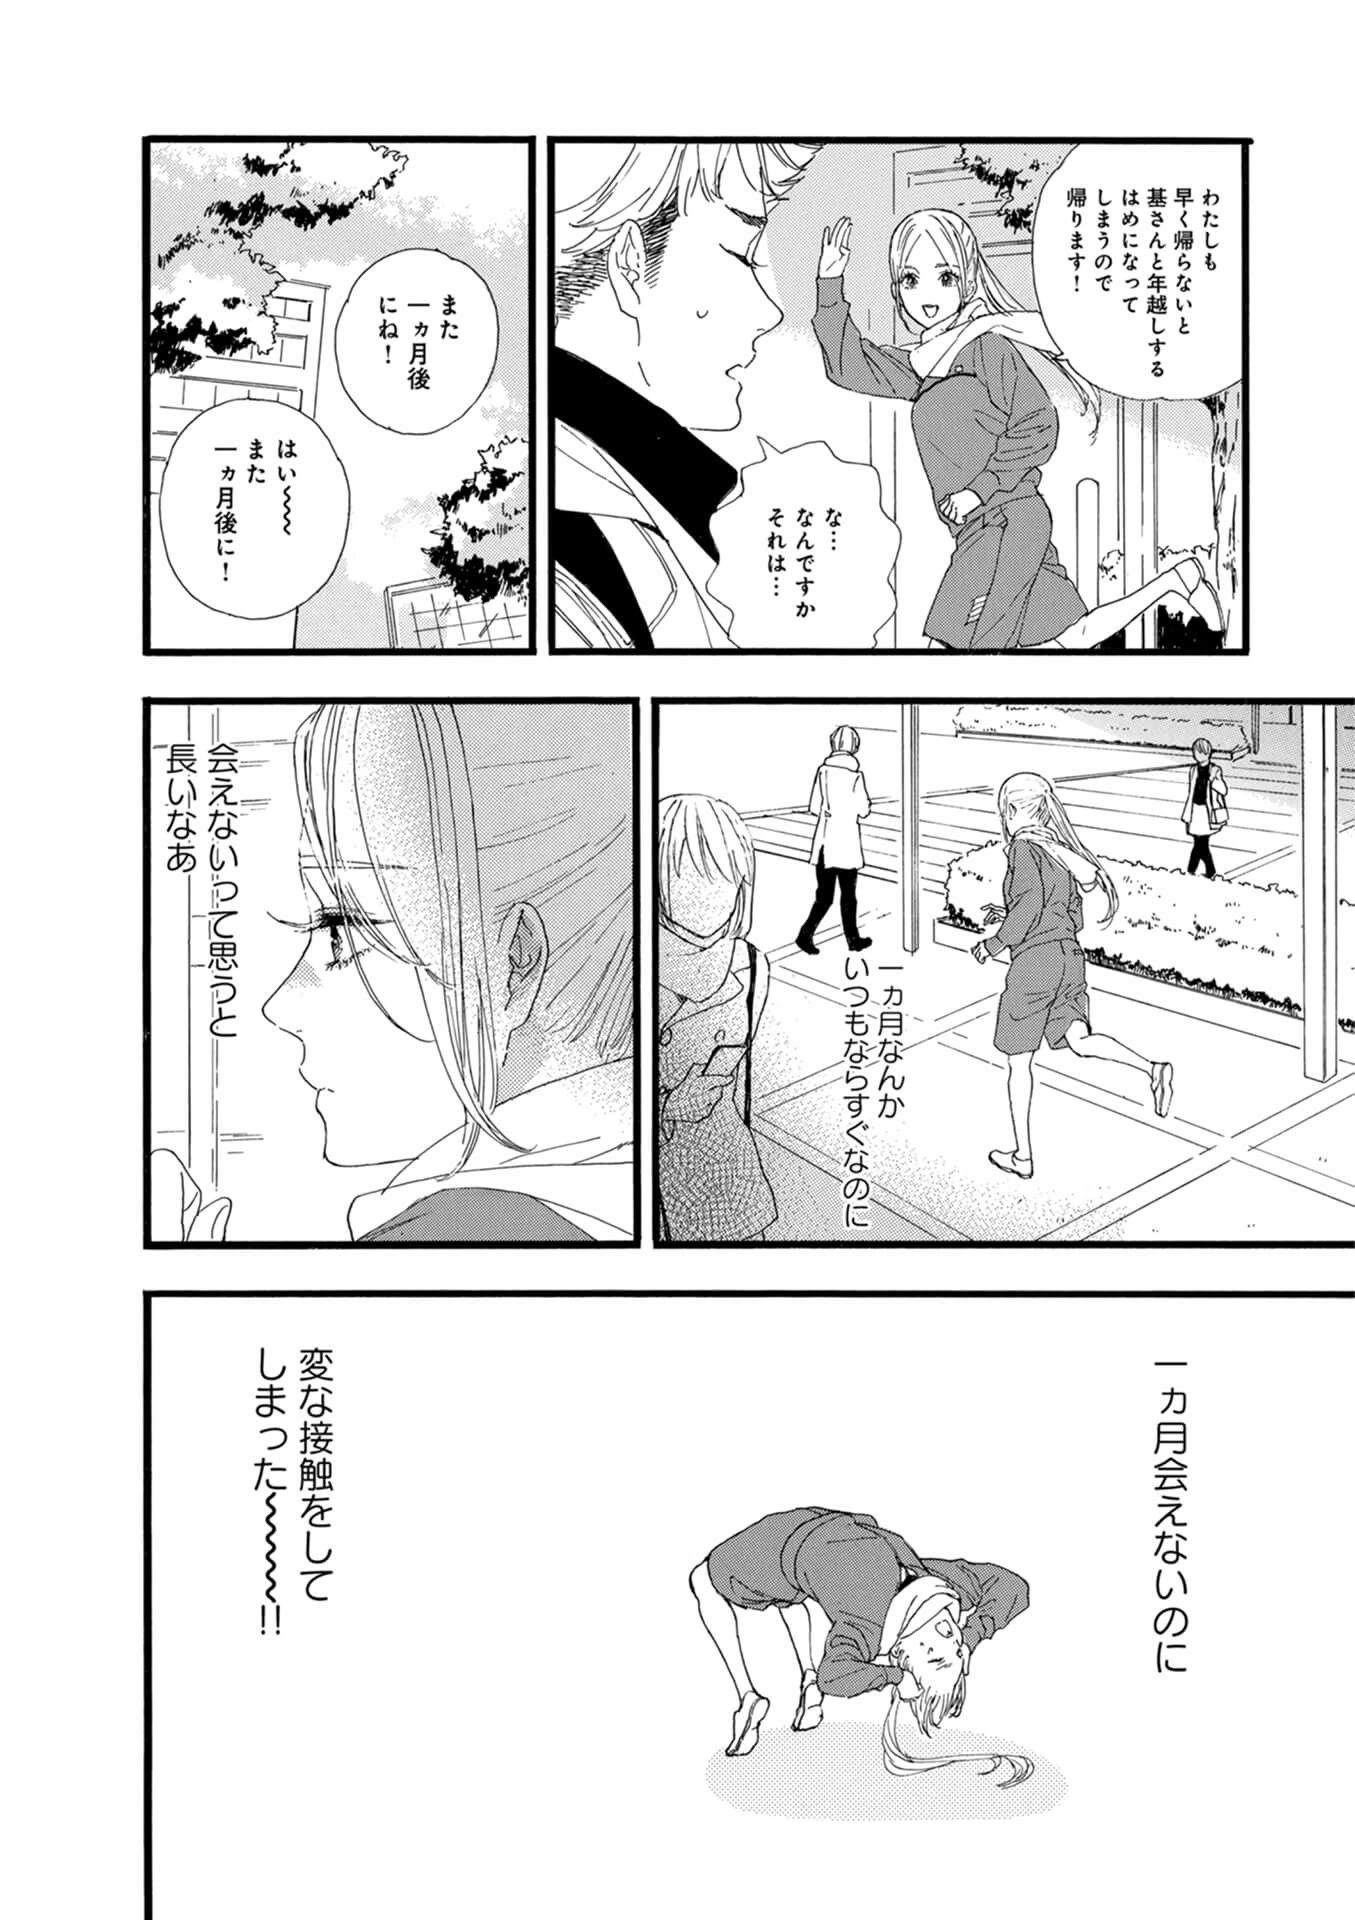 わたしも
早く帰らないと
基さんと年越しする
はめになって
しまうので
帰ります！
な…
なんですか
それは…
また
一ヵ月後
にね！
はい〜〜〜
また
一ヵ月後に！
一カ月なんか
いつもならすぐなのに
会えないって思うと
長いなあ
一カ月会えないのに
変な接触をして
しまった〜〜〜〜!!